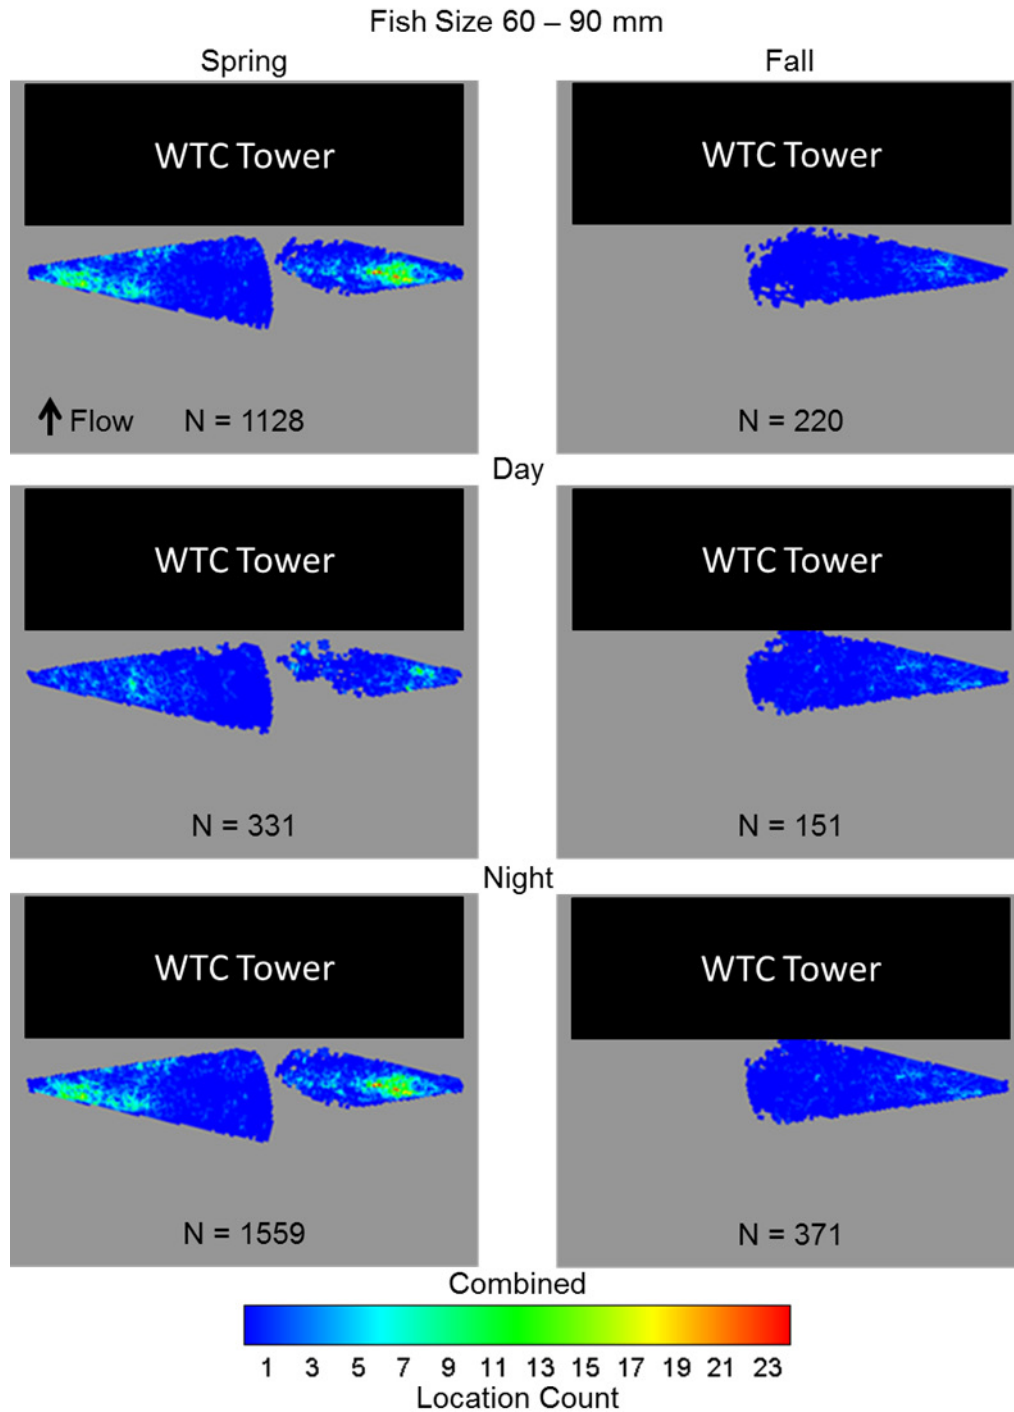 Fish Size 60 – 90 mm
Spring
Fall
WTC Tower
WTC Tower
Flow N = 1128
N = 220
Day
WTC Tower
WTC Tower
N = 331
N = 151
Night
WTC Tower
WTC Tower
N = 1559
N = 371
Combined
1 3 5 7 9 11 13 15 17 19 21 23
Location Count